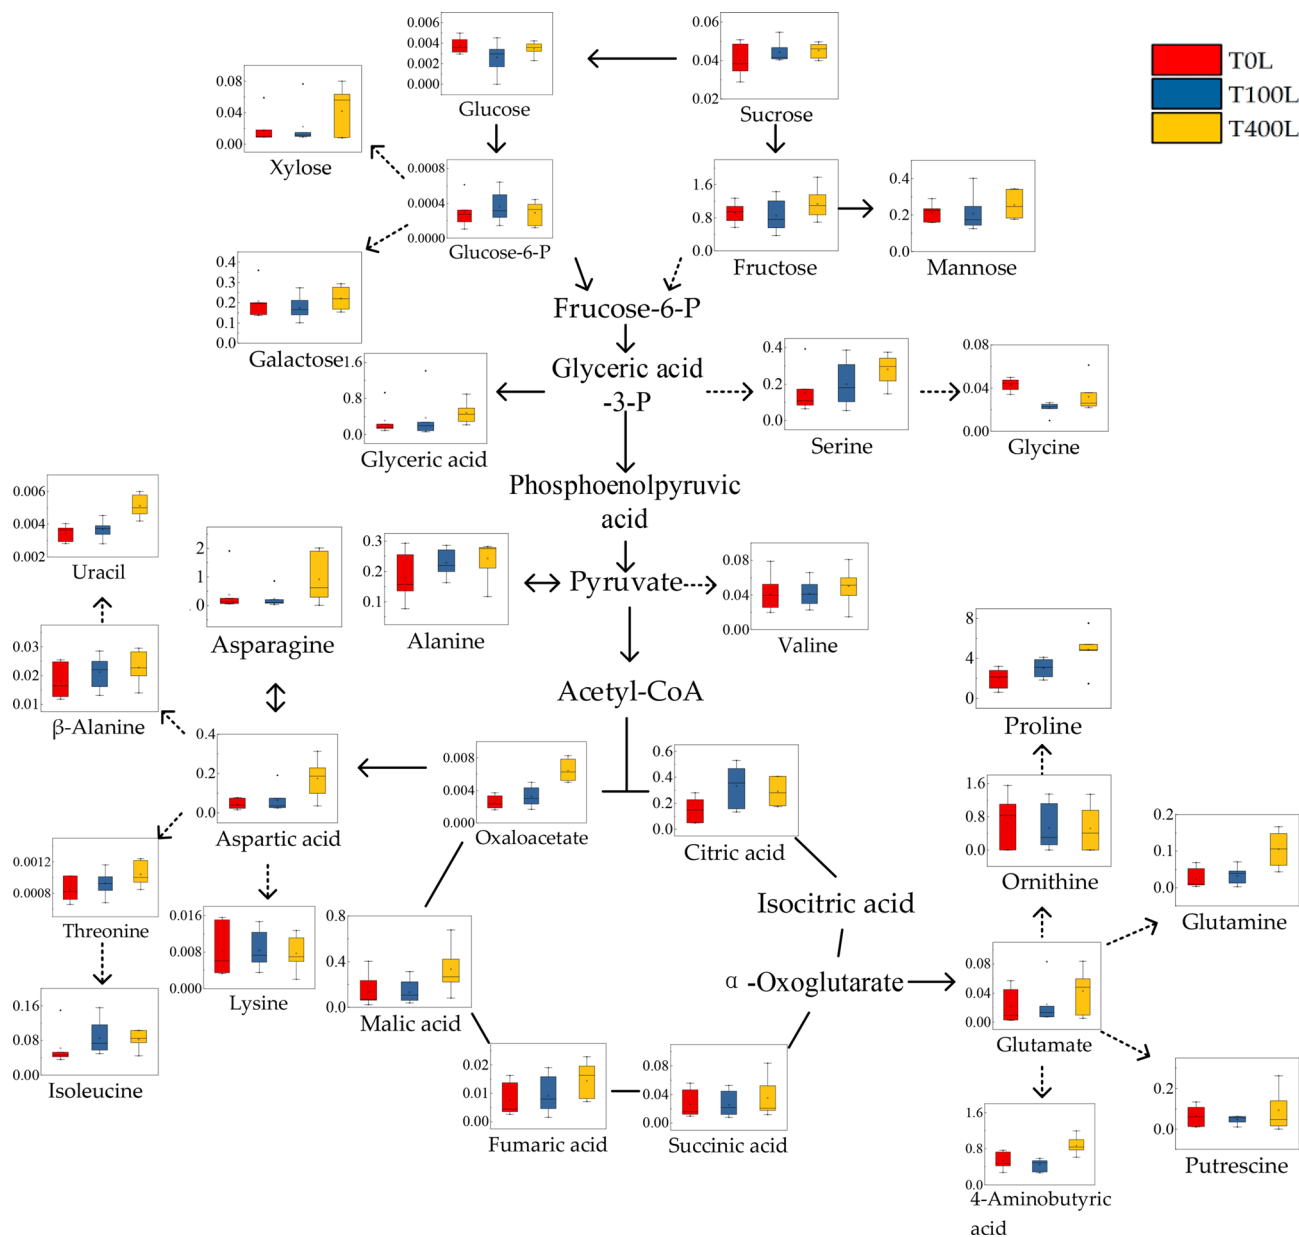 0.006
0.004
0.002
0.000
Glucose
0.06
0.04
0.02
Sucrose
T0L
T100L
T400L
0.08
0.04
0.00
Xylose
0.0008
0.0004
0.0000
Glucose-6-P
1.6
0.8
0.0
Fructose
0.4
0.2
0.0
Mannose
0.4
0.3
0.2
0.1
0.0
Galactose
Frucose-6-P
Glyceric acid
-3-P
1.6
0.8
0.0
Glyceric acid
0.4
0.2
0.0
Serine
0.08
0.04
0.00
Glycine
Phosphoenolpyruvic
acid
0.006
0.004
0.002
Uracil
2
1
0
Asparagine
0.3
0.2
0.1
Alanine
Pyruvate
0.08
0.04
0.00
Valine
0.03
0.02
0.01
β-Alanine
Acetyl-CoA
8
4
0
Proline
0.4
0.2
0.0
Aspartic acid
0.008
0.004
0.000
Oxaloacetate
0.6
0.4
0.2
0.0
Citric acid
1.6
0.8
0.0
Ornithine
0.2
0.1
0.0
Glutamine
0.0012
0.0008
Threonine
0.016
0.008
0.000
Lysine
0.8
0.4
0.0
Malic acid
Isocitric acid
α-Oxoglutarate
0.08
0.04
0.00
Glutamate
0.16
0.08
0.00
Isoleucine
0.02
0.01
0.00
Fumaric acid
0.08
0.04
0.00
Succinic acid
0.2
0.0
Putrescine
1.6
0.8
0.0
4-Aminobutyric
acid